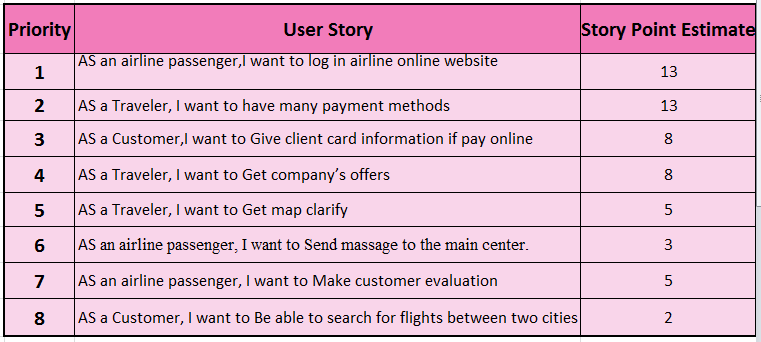 Priority User Story Story Point Estimate
1 AS an airline passenger,I want to log in airline online website 13
2 AS a Traveler, I want to have many payment methods 13
3 AS a Customer,I want to Give client card information if pay online 8
4 AS a Traveler, I want to Get company’s offers 8
5 AS a Traveler, I want to Get map clarify 5
6 AS an airline passenger, I want to Send massage to the main center. 3
7 AS an airline passenger, I want to Make customer evaluation 5
8 AS a Customer, I want to Be able to search for flights between two cities 2